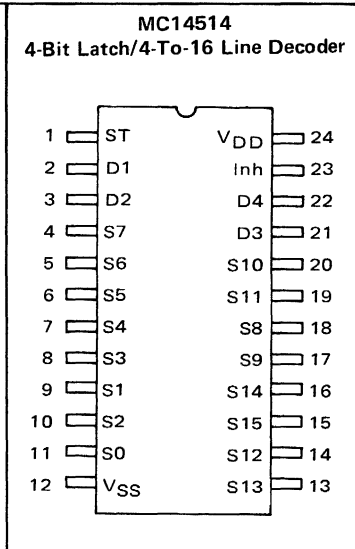 MC14514
4-Bit Latch/4-To-16 Line Decoder
1 ST VDD 24
2 D1 Inh 23
3 D2 D4 22
4 S7 D3 21
5 S6 S10 20
6 S5 S11 19
7 S4 S8 18
8 S3 S9 17
9 S1 S14 16
10 S2 S15 15
11 S0 S12 14
12 VSS S13 13